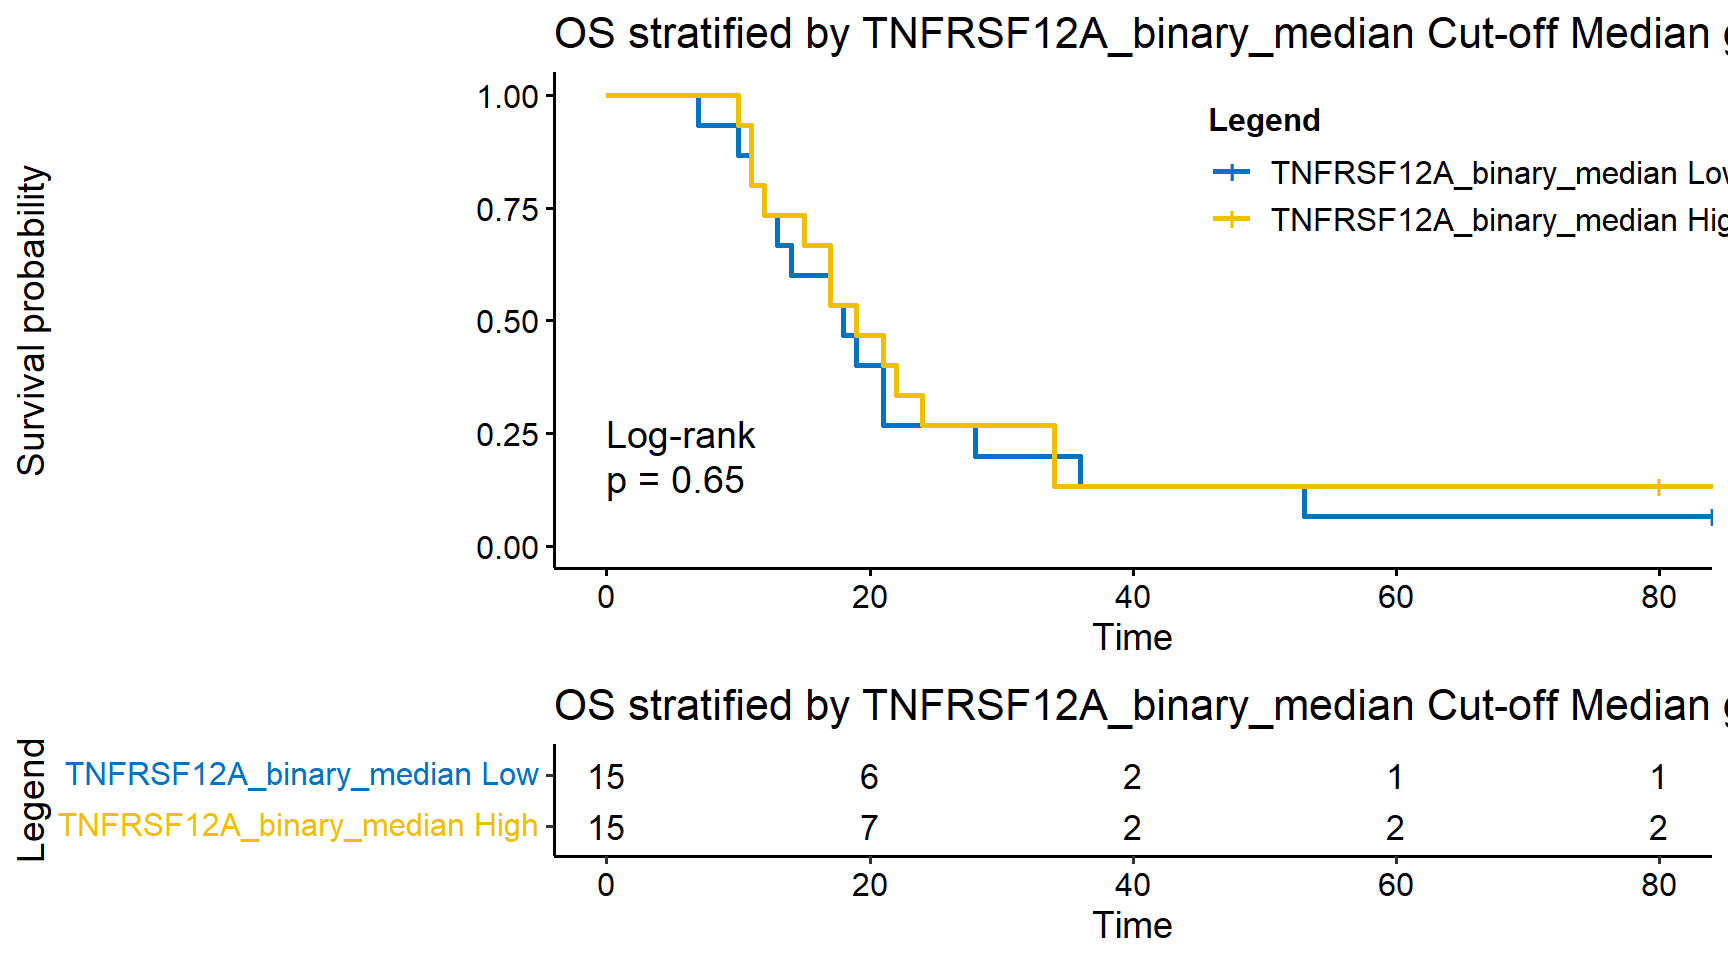 OS stratified by TNFRSF12A_binary_median Cut-off Median
Survival probability
1.00
0.75
0.50
0.25
0.00
Legend
TNFRSF12A_binary_median Low
TNFRSF12A_binary_median Hig
Log-rank
p = 0.65
0 20 40 60 80
Time
OS stratified by TNFRSF12A_binary_median Cut-off Median
Legend
TNFRSF12A_binary_median Low 15 6 2 1 1
TNFRSF12A_binary_median High 15 7 2 2 2
0 20 40 60 80
Time